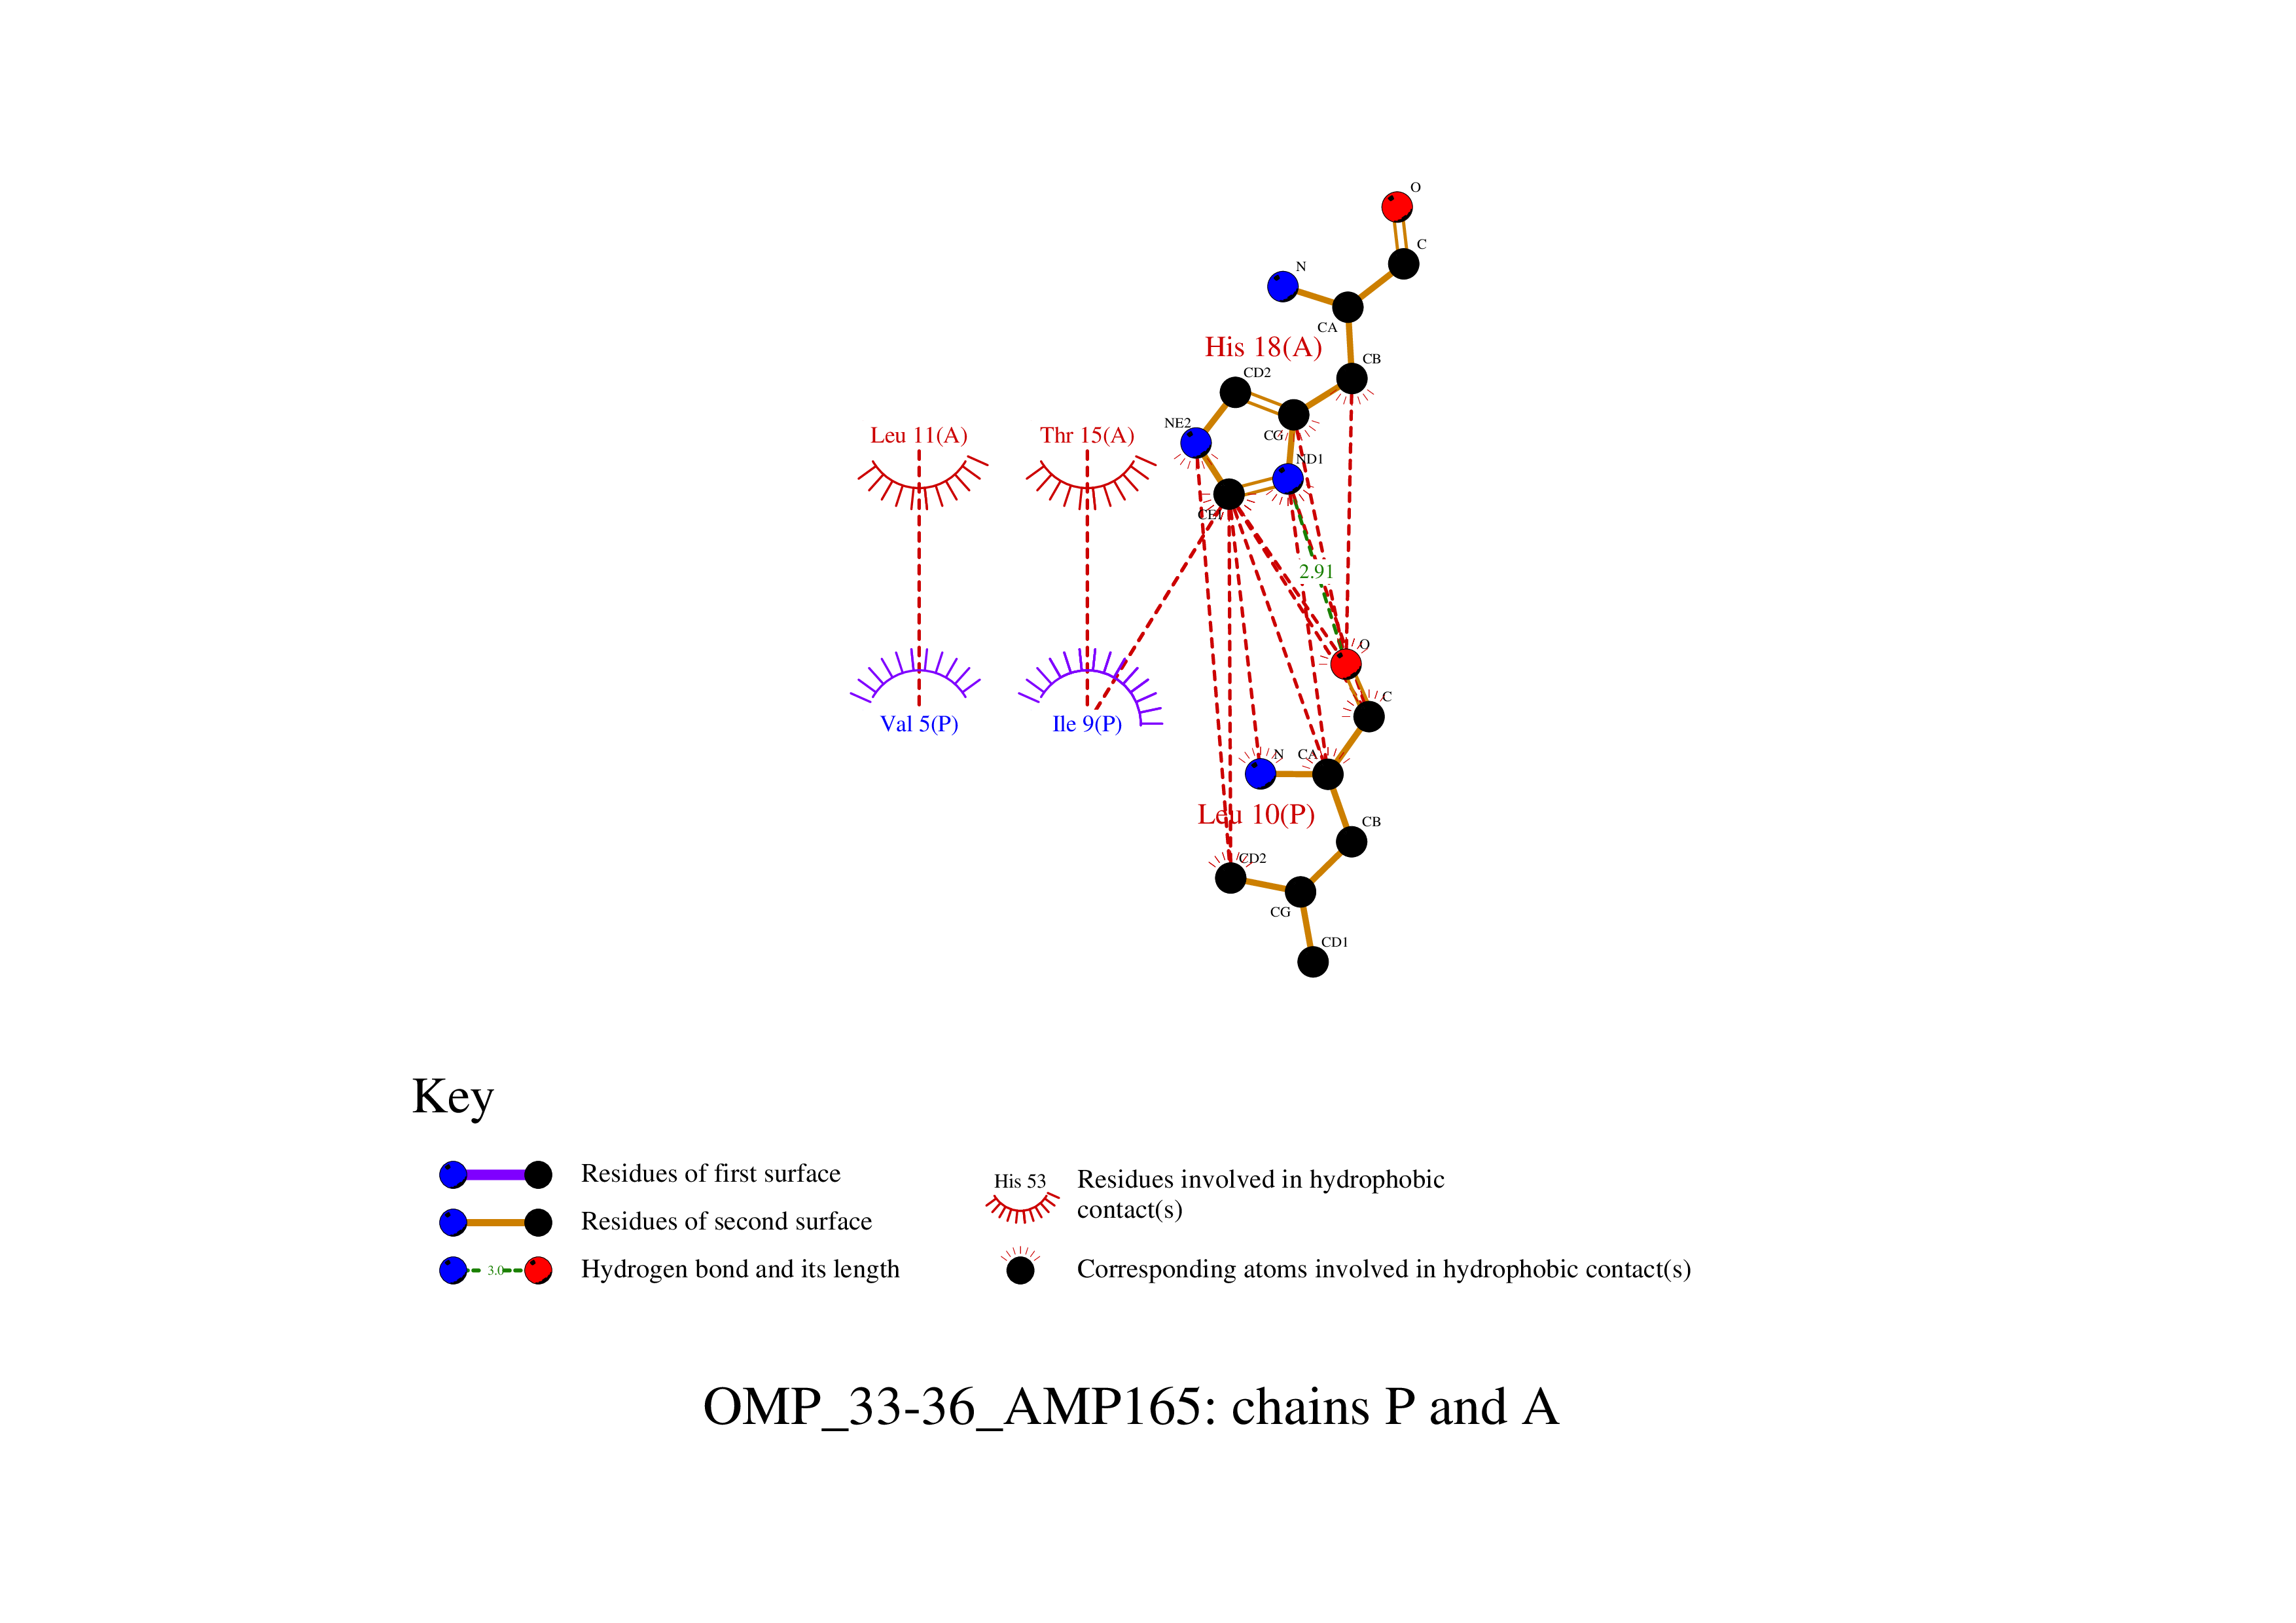 O
C
N
CA
His 18(A)
CB
CD2
NE2
CG
Leu 11(A)
Thr 15(A)
ND1
CE1
2.91
O
C
Val 5(P)
Ile 9(P)
N
CA
Leu 10(P)
CB
CD2
CG
CD1
Key
Residues of first surface
Residues of second surface
3.0
Hydrogen bond and its length
His 53
Residues involved in hydrophobic
contact(s)
Corresponding atoms involved in hydrophobic contact(s)
OMP_33-36_AMP165: chains P and A